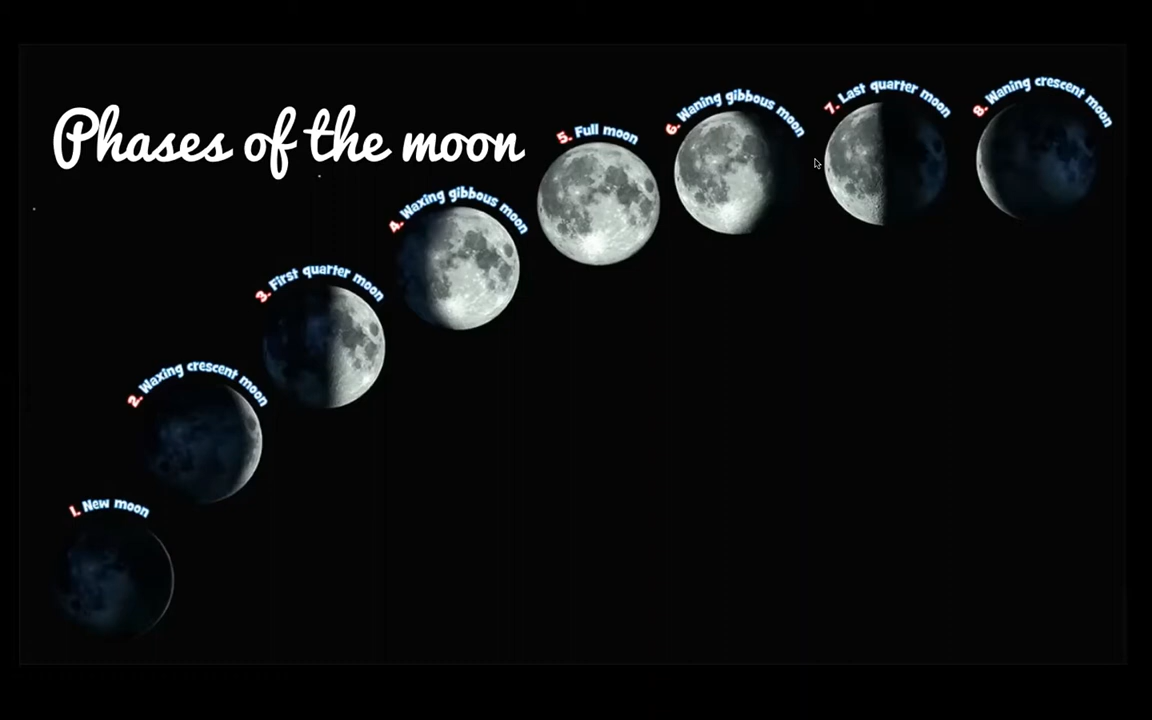 Phases of the moon
1. New moon
2. Waxing crescent moon
3. First quarter moon
4. Waxing gibbous moon
5. Full moon
6. Waning gibbous moon
7. Last quarter moon
8. Waning crescent moon